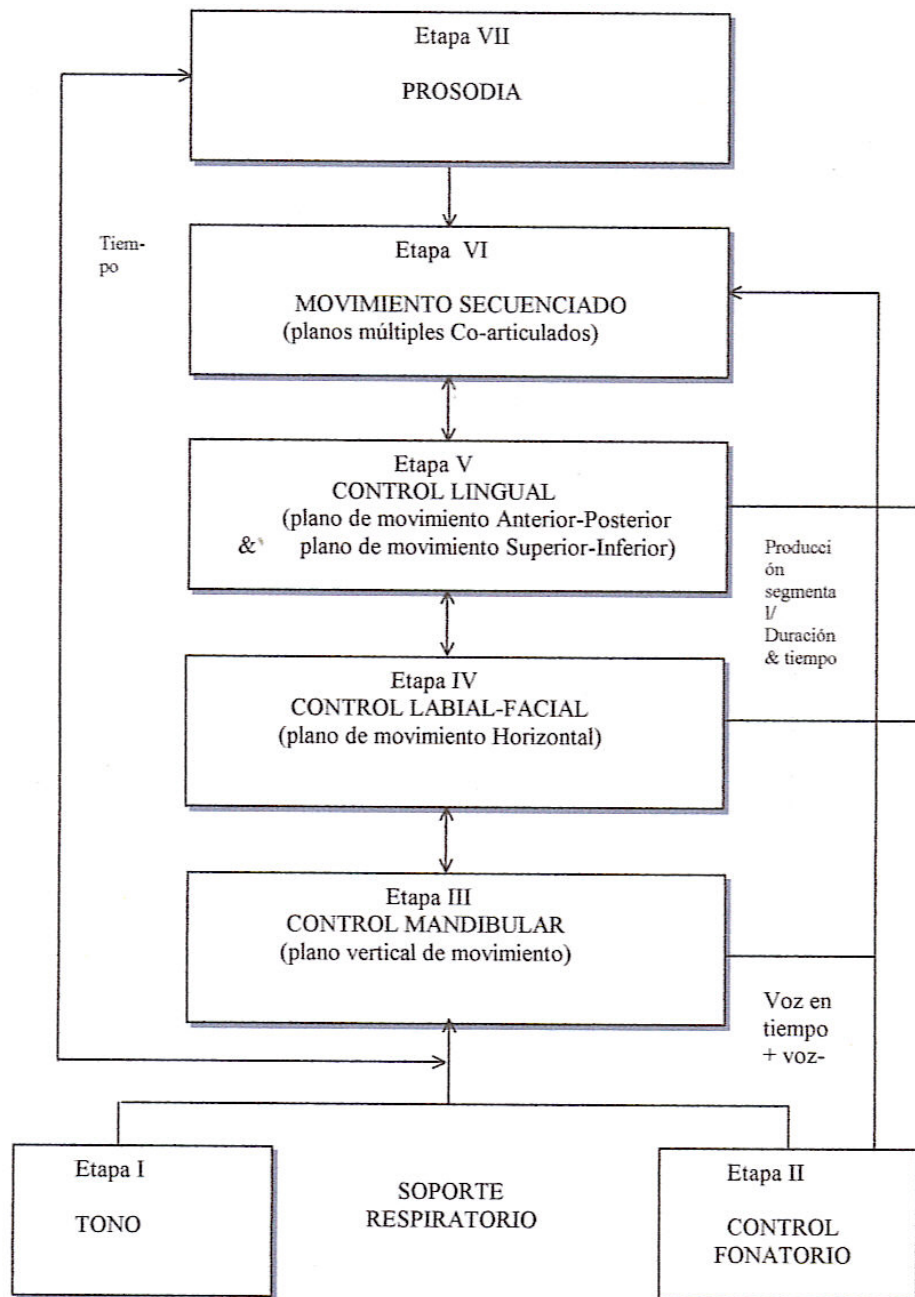 Etapa VII
PROSODIA
Tiem-
po
Etapa VI
MOVIMIENTO SECUENCIADO
(planos múltiples Co-articulados)
Etapa V
CONTROL LINGUAL
(plano de movimiento Anterior-Posterior
& plano de movimiento Superior-Inferior)
Producci
ón
segmenta
l/
Duración
& tiempo
Etapa IV
CONTROL LABIAL-FACIAL
(plano de movimiento Horizontal)
Etapa III
CONTROL MANDIBULAR
(plano vertical de movimiento)
Voz en
tiempo
+ voz-
Etapa I
TONO
SOPORTE
RESPIRATORIO
Etapa II
CONTROL
FONATORIO